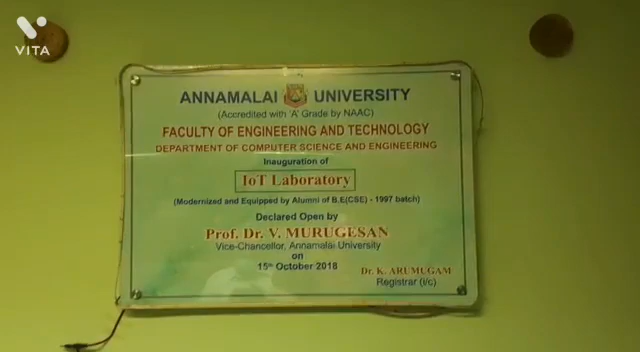 VITA
ANNAMALAI UNIVERSITY
(Accredited with 'A' Grade by NAAC)
FACULTY OF ENGINEERING AND TECHNOLOGY
DEPARTMENT OF COMPUTER SCIENCE AND ENGINEERING
Inauguration of
IoT Laboratory
(Modernized and Equipped by Alumni of B.E(CSE) - 1997 batch)
Declared Open by
Prof. Dr. V. MURUGESAN
Vice-Chancellor, Annamalai University
on
15th October 2018
Dr. K. ARUMUGAM
Registrar (i/c)